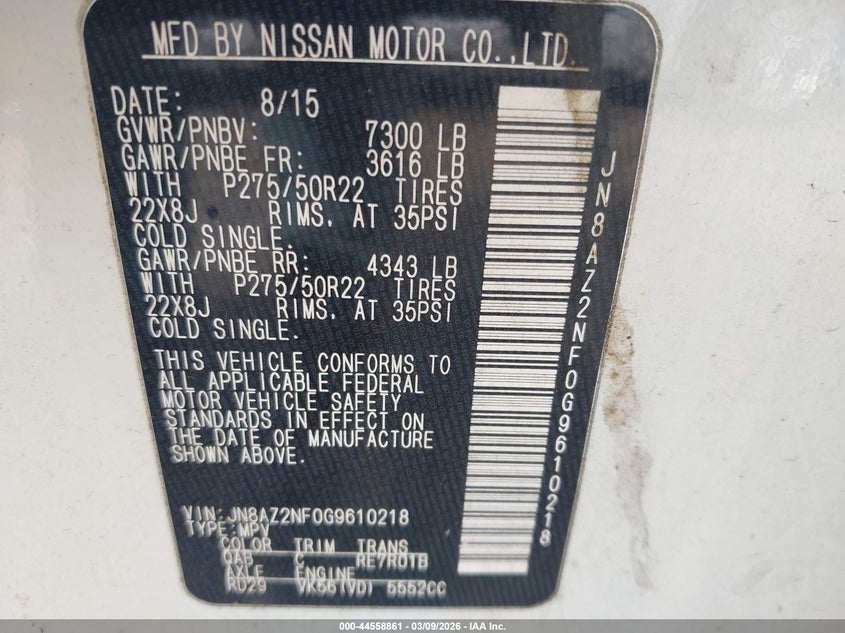 MFD BY NISSAN MOTOR CO.,LTD.
DATE: 8/15
GVWR/PNBV: 7300 LB
GAWR/PNBE FR: 3616 LB
WITH P275/50R22 TIRES
22X8J RIMS. AT 35PSI
COLD SINGLE.
GAWR/PNBE RR: 4343 LB
WITH P275/50R22 TIRES
22X8J RIMS. AT 35PSI
COLD SINGLE.
THIS VEHICLE CONFORMS TO
ALL APPLICABLE FEDERAL
MOTOR VEHICLE SAFETY
STANDARDS IN EFFECT ON
THE DATE OF MANUFACTURE
SHOWN ABOVE.
VIN:JN8AZ2NF0G9610218
TYPE:MPV
COLOR TRIM TRANS
QAB C RE7R01B
AXLE ENGINE
RD29 VK56(VD) 5552CC
JN8AZ2NF0G9610218
000-44558861 - 03/09/2026 - IAA Inc.